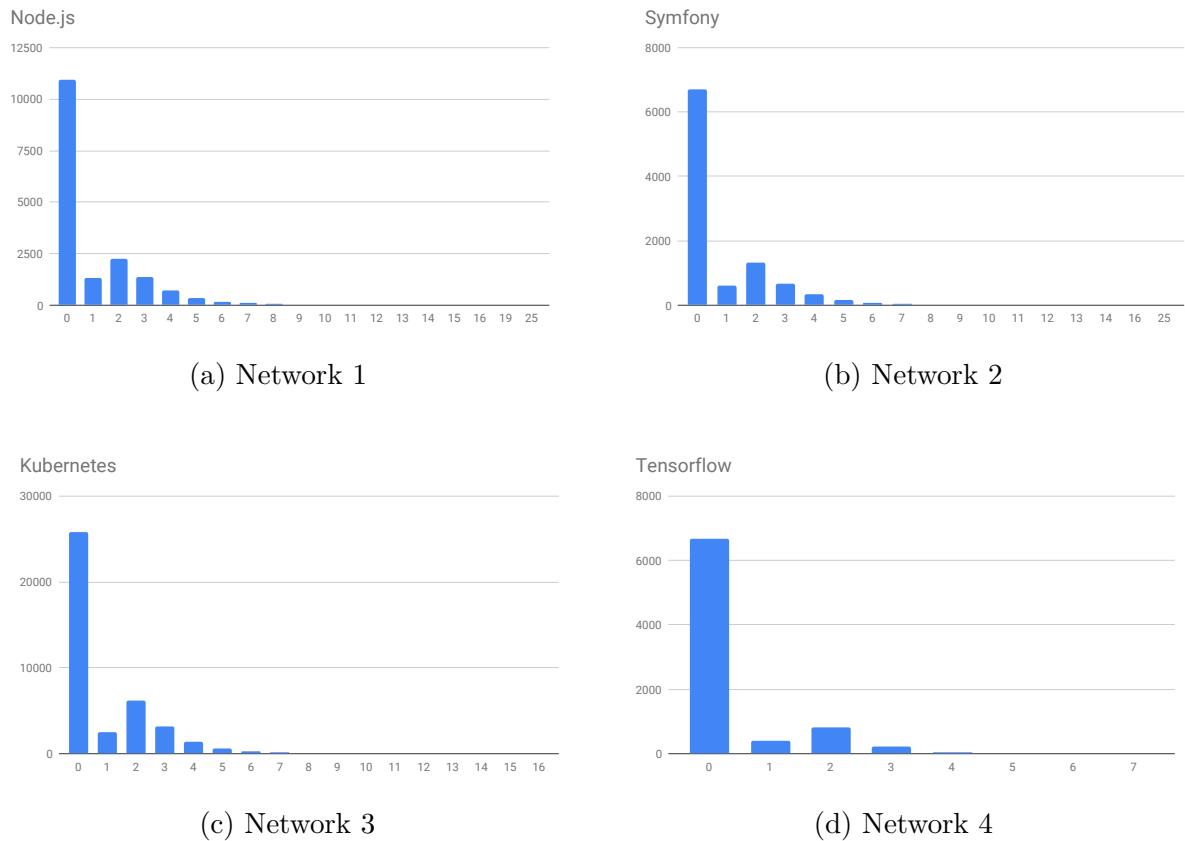 Node.js
12500
10000
7500
5000
2500
0
0 1 2 3 4 5 6 7 8 9 10 11 12 13 14 15 16 19 25
(a) Network 1
Symfony
8000
6000
4000
2000
0
0 1 2 3 4 5 6 7 8 9 10 11 12 13 14 16 25
(b) Network 2
Kubernetes
30000
20000
10000
0
0 1 2 3 4 5 6 7 8 9 10 11 12 13 14 15 16
(c) Network 3
Tensorflow
8000
6000
4000
2000
0
0 1 2 3 4 5 6 7
(d) Network 4